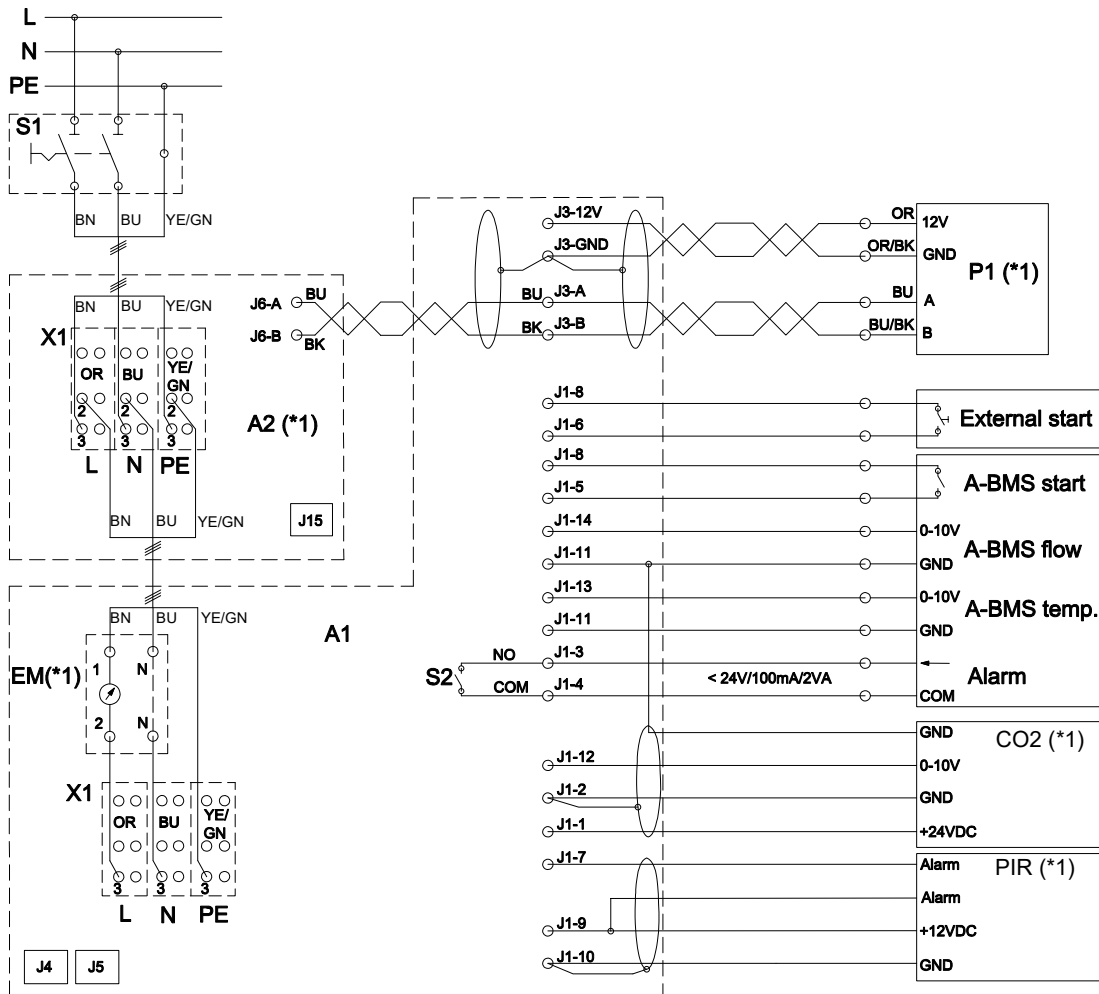 L
N
PE
S1
BN BU YE/GN
BN BU YE/GN
X1
OR BU YE/
GN
2 2 2
3 3 3
L N PE
BN BU YE/GN
J6-A BU
J6-B BK
A2 (*1)
J15
BN BU YE/GN
A1
EM(*1)
1 N
2 N
X1
OR BU YE/
GN
3 3 3
L N PE
J4 J5
J3-12V OR 12V
J3-GND OR/BK GND
P1 (*1)
BU J3-A BU A
BK J3-B BU/BK B
J1-8
External start
J1-6
J1-8
A-BMS start
J1-5
J1-14 0-10V
A-BMS flow
J1-11 GND
J1-13 0-10V
A-BMS temp.
J1-11 GND
NO J1-3
S2 < 24V/100mA/2VA Alarm
COM J1-4 COM
GND CO2 (*1)
J1-12 0-10V
J1-2 GND
J1-1 +24VDC
J1-7 Alarm PIR (*1)
Alarm
J1-9 +12VDC
J1-10 GND